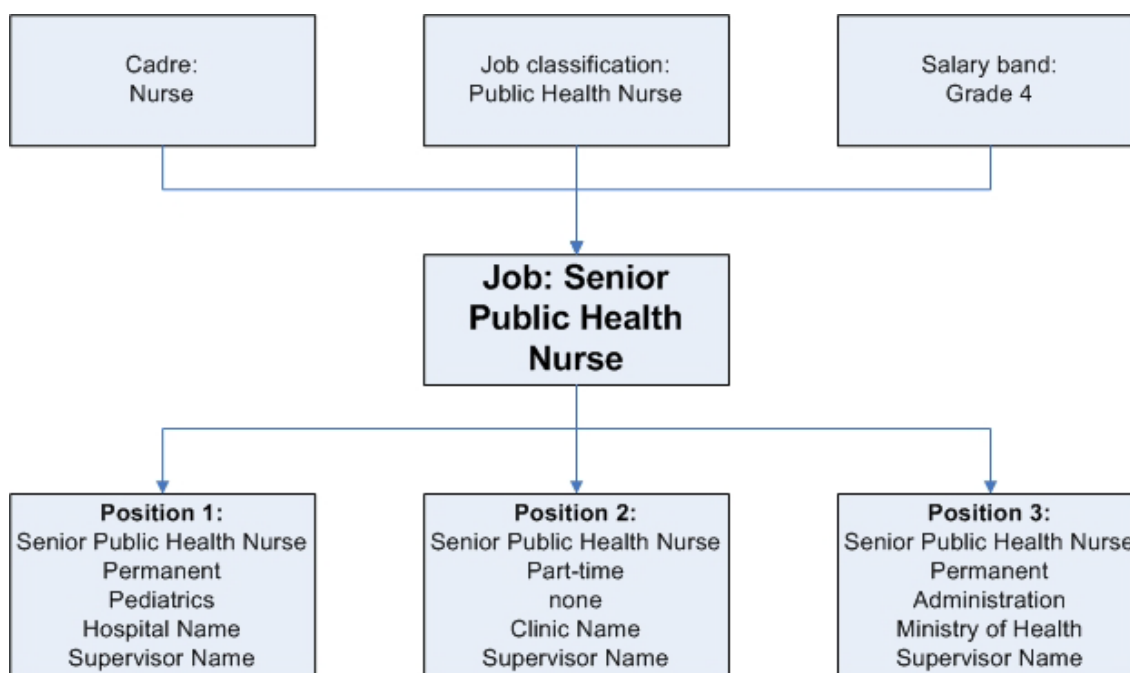 Cadre:
Nurse
Job classification:
Public Health Nurse
Salary band:
Grade 4
Job: Senior
Public Health
Nurse
Position 1:
Senior Public Health Nurse
Permanent
Pediatrics
Hospital Name
Supervisor Name
Position 2:
Senior Public Health Nurse
Part-time
none
Clinic Name
Supervisor Name
Position 3:
Senior Public Health Nurse
Permanent
Administration
Ministry of Health
Supervisor Name